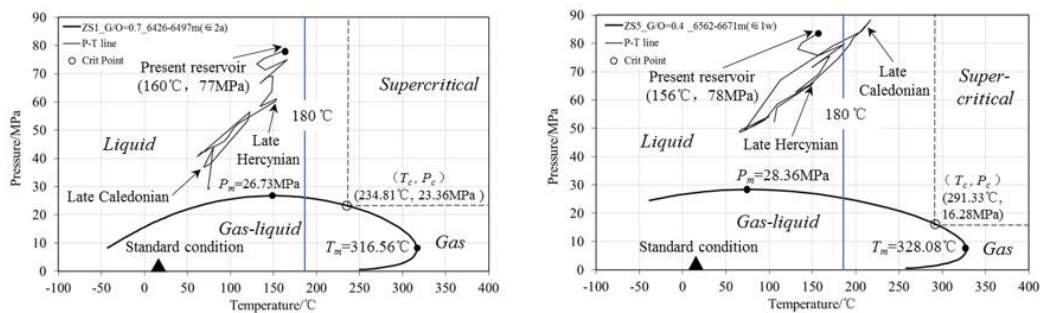 ZS1_G/O=0.7_6426-6497m(∈2a)
P-T line
Crit Point
Present reservoir
(160℃, 77MPa)
Supercritical
180℃
Liquid
Late
Hercynian
Late Caledonian
Pm=26.73MPa
(Tc, Pc)
(234.81℃, 23.36MPa)
Gas-liquid
Standard condition
Tm=316.56℃
Gas
Pressure/MPa
90
80
70
60
50
40
30
20
10
0
-100 -50 0 50 100 150 200 250 300 350 400
Temperature/℃
ZS5_G/O=0.4 _6562-6671m(∈1w)
P-T line
Crit Point
Present reservoir
(156℃, 78MPa)
Late
Caledonian
Super-
critical
180℃
Liquid
Late Hercynian
Pm=28.36MPa
(Tc, Pc)
(291.33℃,
16.28MPa)
Gas-liquid
Standard condition
Tm=328.08℃
Gas
Pressure/MPa
90
80
70
60
50
40
30
20
10
0
-100 -50 0 50 100 150 200 250 300 350 400
Temperature/℃